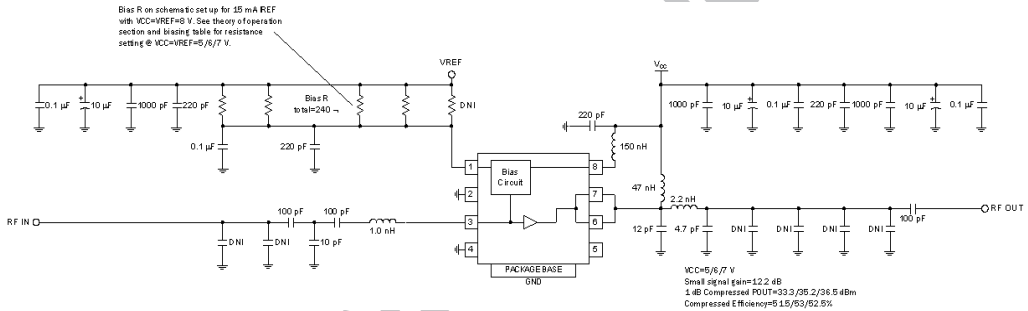 Bias R on schematic set up for 15 mA IREF
with VCC=VREF=8 V. See theory of operation
section and biasing table for resistance
setting @ VCC=VREF=5/6/7 V.
VREF
VCC
0.1 µF
10 µF
1000 pF
220 pF
Bias R
total=240 ¬
DNI
1000 pF
10 µF
0.1 µF
220 pF
1000 pF
10 µF
0.1 µF
0.1 µF
220 pF
220 pF
150 nH
1
Bias
Circuit
8
2
7
47 nH
2.2 nH
RF IN
100 pF
100 pF
1.0 nH
3
6
100 pF
RF OUT
DNI
DNI
10 pF
4
5
12 pF
4.7 pF
DNI
DNI
DNI
DNI
PACKAGE BASE
GND
VCC=5/6/7 V
Small signal gain=12.2 dB
1 dB Compressed POUT=33.3/35.2/36.5 dBm
Compressed Efficiency=51.5/53/52.5%